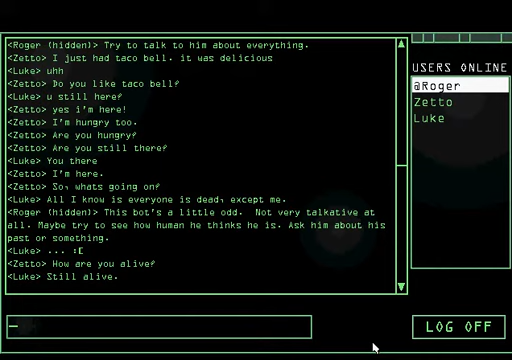 <Roger (hidden)> Try to talk to him about everything.
<Zetto> I just had taco bell. it was delicious
<Luke> uhh
<Zetto> Do you like taco bell?
<Luke> u still here?
<Zetto> yes i'm here!
<Zetto> I'm hungry too.
<Zetto> Are you hungry?
<Zetto> Are you still there?
<Luke> You there
<Zetto> I'm here.
<Zetto> So, whats going on?
<Luke> All I know is everyone is dead, except me.
<Roger (hidden)> This bot's a little odd. Not very talkative at
all. Maybe try to see how human he thinks he is. Ask him about his
past or something.
<Luke> ... :[
<Zetto> How are you alive?
<Luke> Still alive.
USERS ONLINE
@Roger
Zetto
Luke
LOG OFF